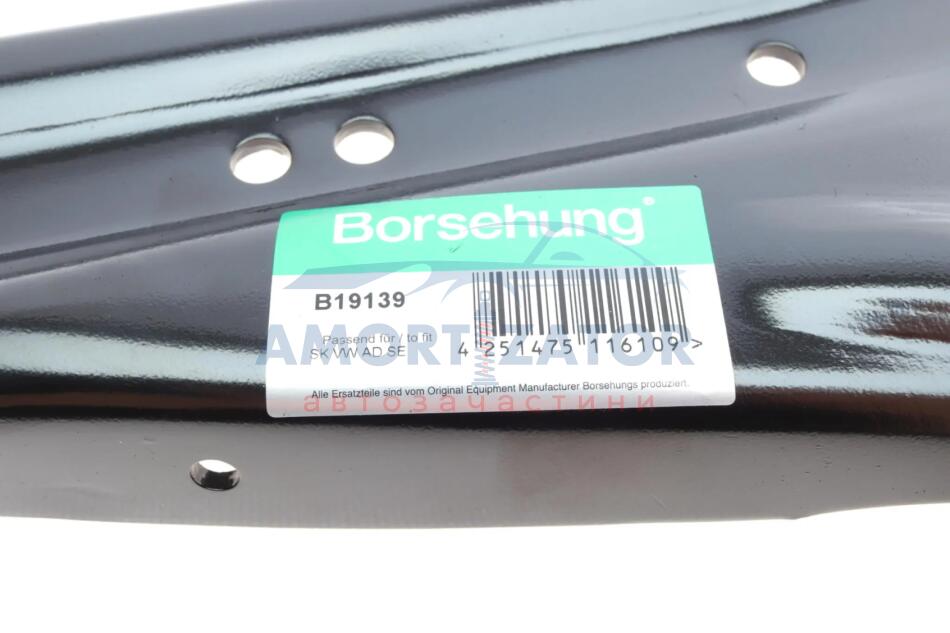 Borsehung®
B19139
Passend für / to fit
SK VW AD SE
4 251475 116109 >
AMORTIZATOR
Alle Ersatzteile sind vom Original Equipment Manufacturer Borsehungs produziert.
автозачастини